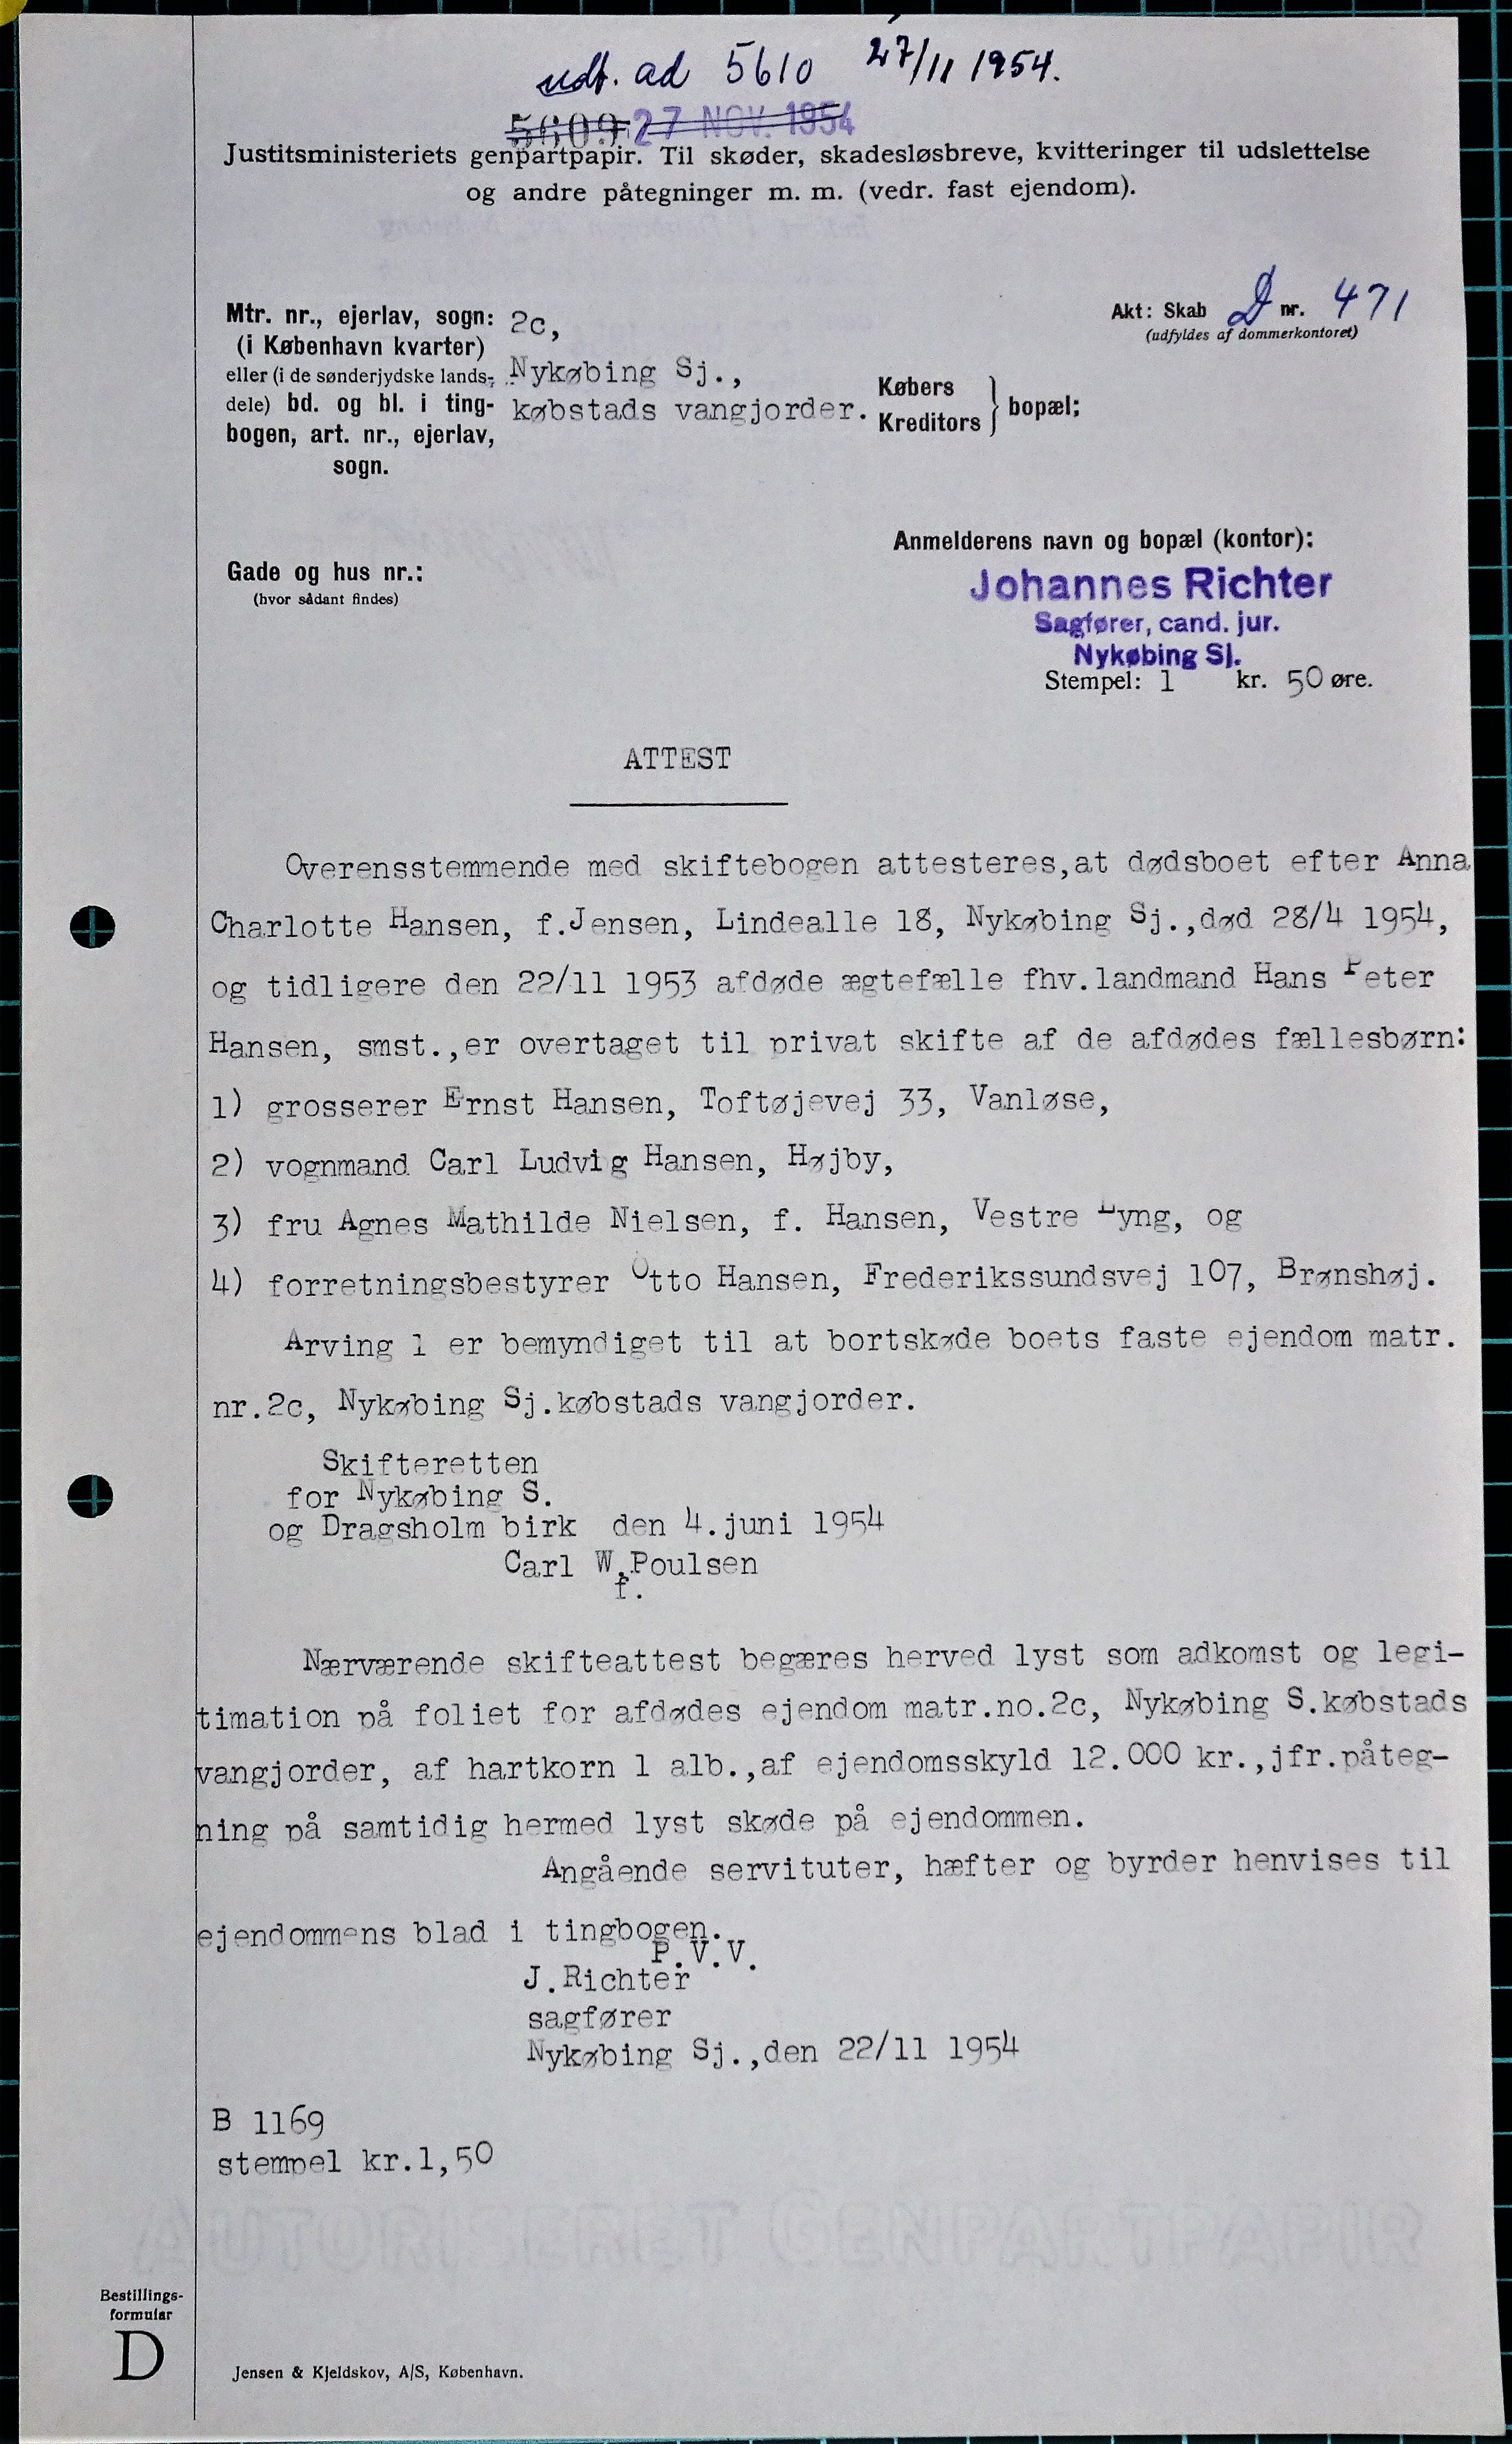 udt. ad 5610 27/11 1954.
5609 27 NOV. 1954
Justitsministeriets genpartpapir. Til skøder, skadesløsbreve, kvitteringer til udslettelse
og andre påtegninger m. m. (vedr. fast ejendom).
Akt: Skab D nr. 471
(udfyldes af dommerkontoret)
Mtr. nr., ejerlav, sogn: 2c,
(i København kvarter)
eller (i de sønderjydske lands- Nykøbing Sj.,
dele) bd. og bl. i ting- købstads vangjorder.
bogen, art. nr., ejerlav,
sogn.
Købers
Kreditors } bopæl;
Gade og hus nr.:
(hvor sådant findes)
Anmelderens navn og bopæl (kontor):
Johannes Richter
Sagfører, cand. jur.
Nykøbing Sj.
Stempel: 1 kr. 50 øre.
ATTEST
Overensstemmende med skiftebogen attesteres,at dødsboet efter Anna
Charlotte Hansen, f.Jensen, Lindealle 18, Nykøbing Sj.,død 28/4 1954,
og tidligere den 22/11 1953 afdøde ægtefælle fhv.landmand Hans Peter
Hansen, smst.,er overtaget til privat skifte af de afdødes fællesbørn:
1) grosserer Ernst Hansen, Toftøjevej 33, Vanløse,
2) vognmand Carl Ludvig Hansen, Højby,
3) fru Agnes Mathilde Nielsen, f. Hansen, Vestre Lyng, og
4) forretningsbestyrer Otto Hansen, Frederikssundsvej 107, Brønshøj.
Arving 1 er bemyndiget til at bortskøde boets faste ejendom matr.
nr.2c, Nykøbing Sj.købstads vangjorder.
Skifteretten
for Nykøbing S.
og Dragsholm birk den 4.juni 1954
Carl W.Poulsen
f.
Nærværende skifteattest begæres herved lyst som adkomst og legi-
timation på foliet for afdødes ejendom matr.no.2c, Nykøbing S.købstads
vangjorder, af hartkorn 1 alb.,af ejendomsskyld 12.000 kr.,jfr.påteg-
ning på samtidig hermed lyst skøde på ejendommen.
Angående servituter, hæfter og byrder henvises til
ejendommens blad i tingbogen.
P.V.V.
J.Richter
sagfører
Nykøbing Sj.,den 22/11 1954
B 1169
stempel kr.1,50
AUTORISERET GENPARTPAPIR
Bestillings-
formular
D
Jensen & Kjeldskov, A/S, København.